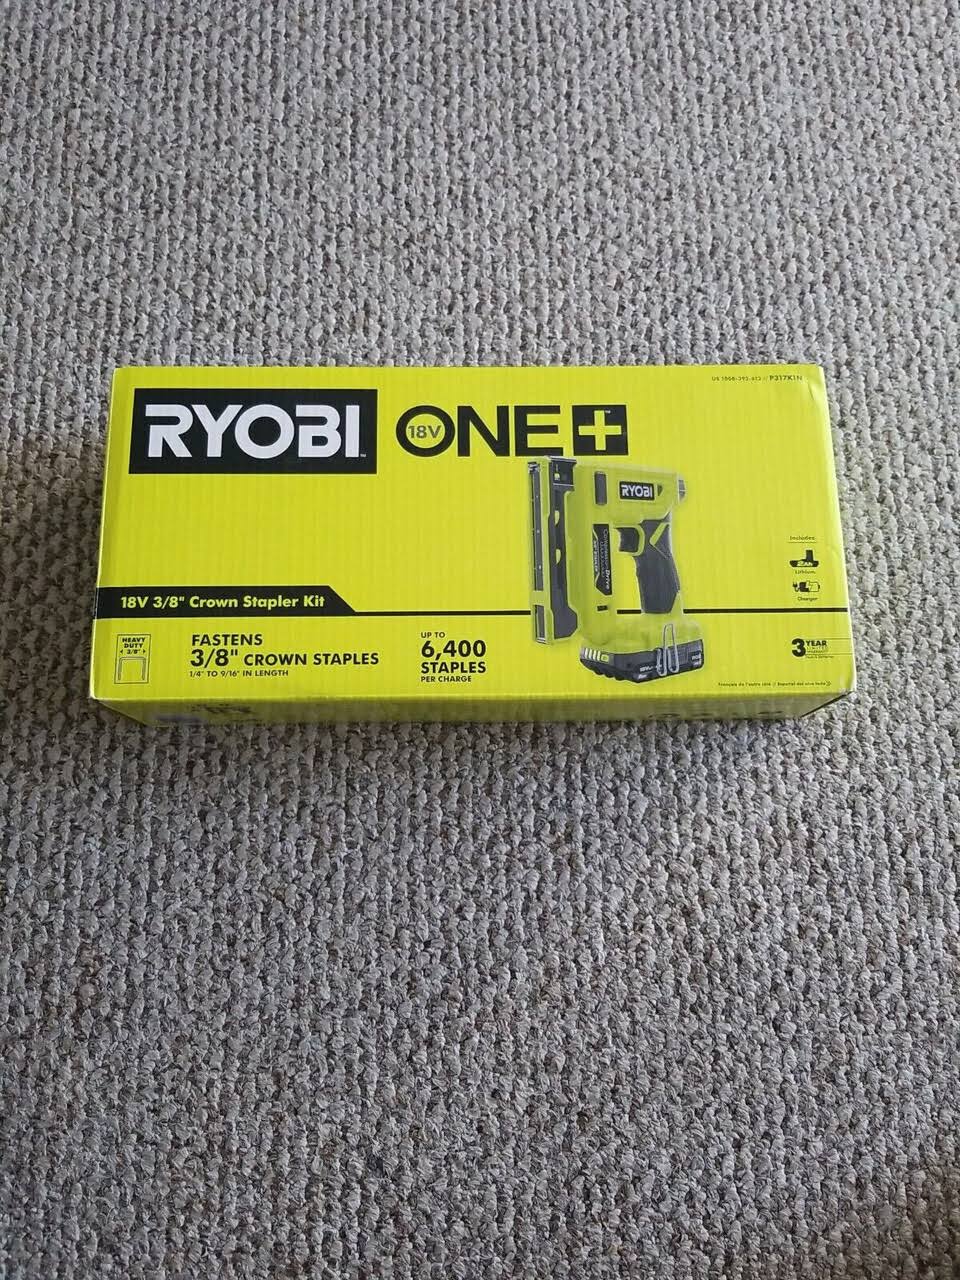 P317K1N
RYOBI
18V ONE+
RYOBI
Includes:
2Ah
Lithium
Charger
18V 3/8" Crown Stapler Kit
HEAVY
DUTY
3/8"
FASTENS
3/8" CROWN STAPLES
1/4" TO 9/16" IN LENGTH
UP TO
6,400
STAPLES
PER CHARGE
3 YEAR